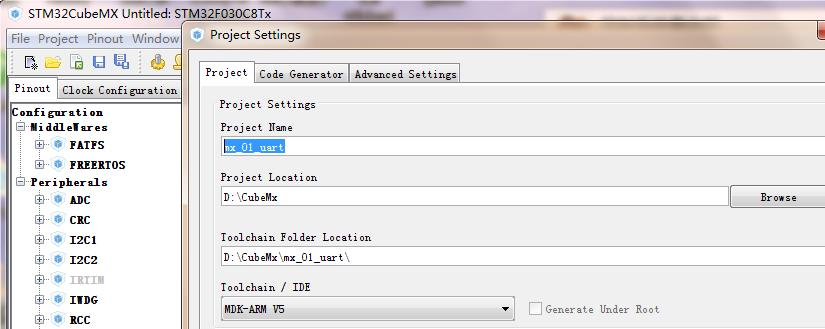 STM32CubeMX Untitled: STM32F030C8Tx
File Project Pinout Window
Pinout Clock Configuration
Configuration
MiddleWares
FATFS
FREERTOS
Peripherals
ADC
CRC
I2C1
I2C2
IRTIM
IWDG
RCC
Project Settings
Project Code Generator Advanced Settings
Project Settings
Project Name
mx_01_uart
Project Location
D:\CubeMx
Browse
Toolchain Folder Location
D:\CubeMx\mx_01_uart\
Toolchain / IDE
MDK-ARM V5
Generate Under Root